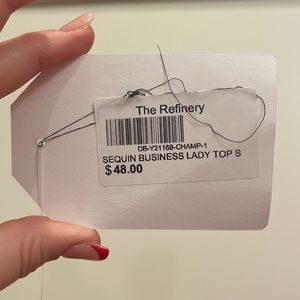 The Refinery
DB-Y21168-CHAMP-1
SEQUIN BUSINESS LADY TOP S
$48.00